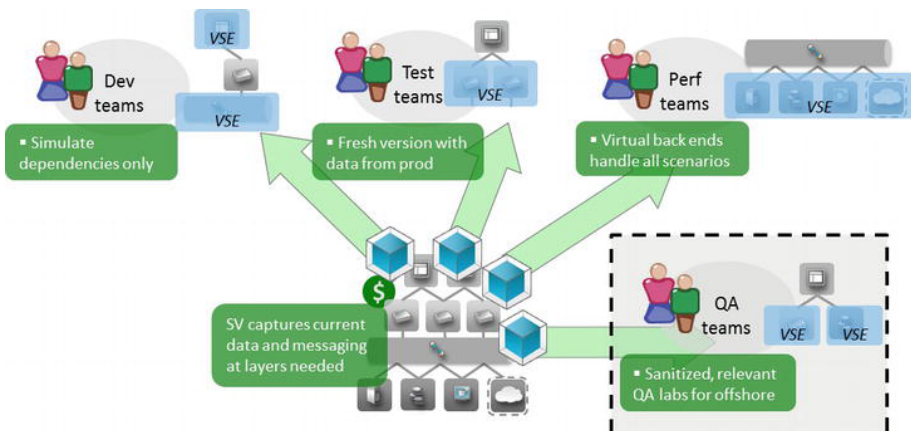 VSE
Dev
teams
VSE
▪ Simulate
dependencies only
Test
teams
VSE
▪ Fresh version with
data from prod
Perf
teams
VSE
▪ Virtual back ends
handle all scenarios
$
SV captures current
data and messaging
at layers needed
QA
teams
VSE
VSE
▪ Sanitized, relevant
QA labs for offshore